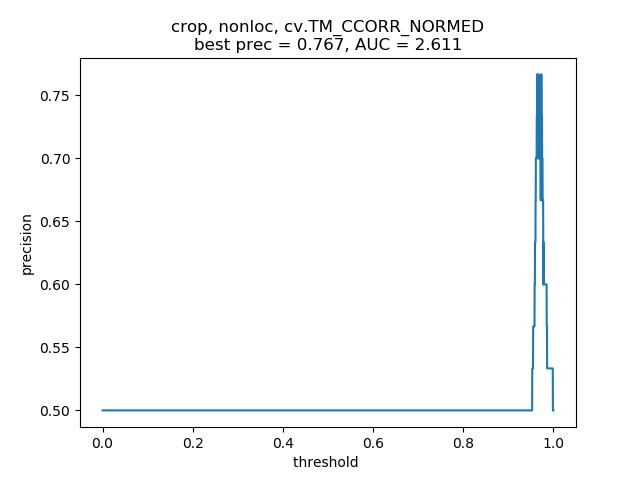 crop, nonloc, cv.TM_CCORR_NORMED
best prec = 0.767, AUC = 2.611
precision
0.75
0.70
0.65
0.60
0.55
0.50
0.0 0.2 0.4 0.6 0.8 1.0
threshold